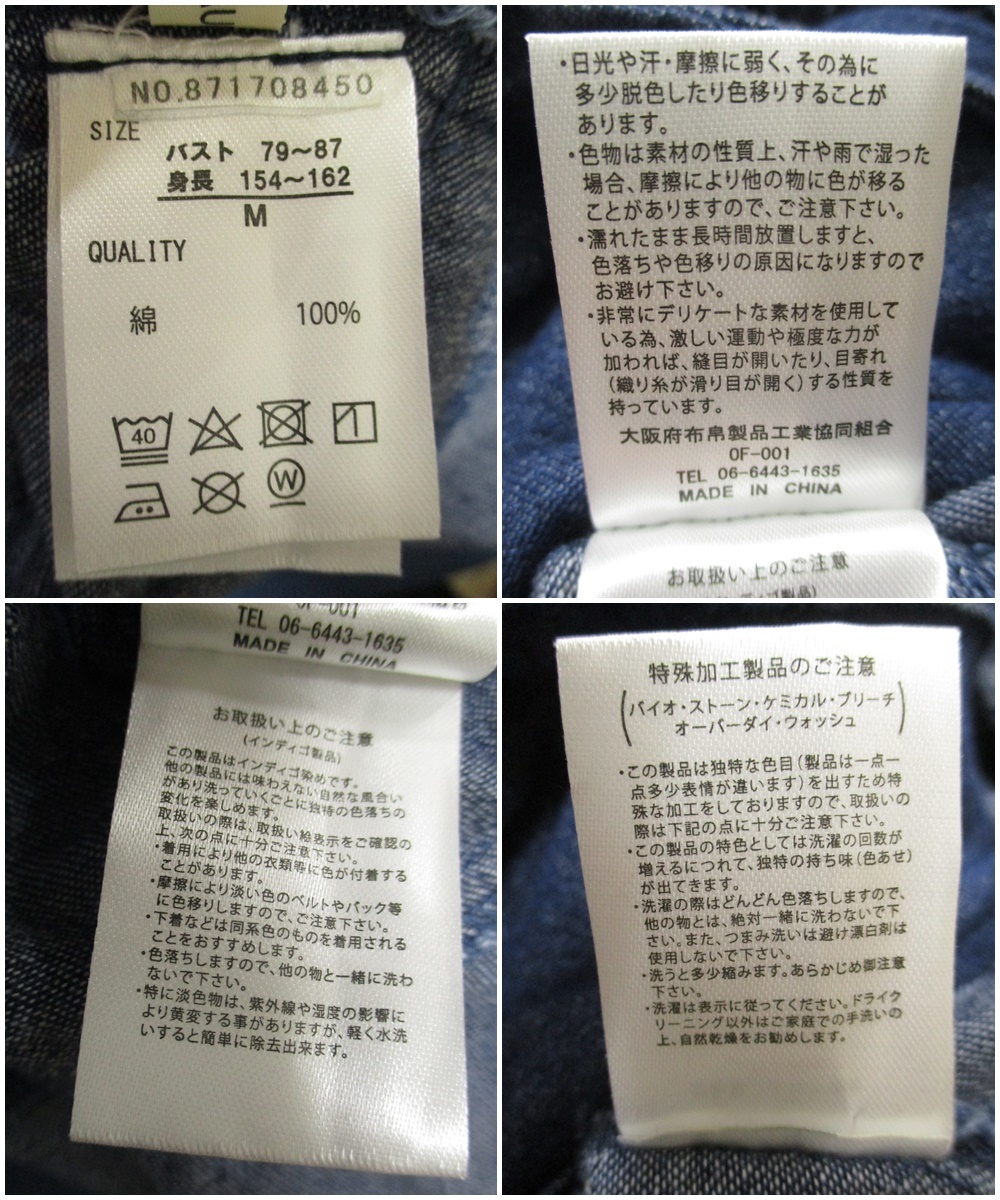 NO.871708450
SIZE
バスト 79～87
身長 154～162
M
QUALITY
綿 100%
40
W
・日光や汗・摩擦に弱く、その為に
多少脱色したり色移りすることが
あります。
・色物は素材の性質上、汗や雨で湿った
場合、摩擦により他の物に色が移る
ことがありますので、ご注意下さい。
・濡れたまま長時間放置しますと、
色落ちや色移りの原因になりますので
お避け下さい。
・非常にデリケートな素材を使用して
いる為、激しい運動や極度な力が
加われば、縫目が開いたり、目寄れ
(織り糸が滑り目が開く)する性質を
持っています。
大阪府布帛製品工業協同組合
OF-001
TEL 06-6443-1635
MADE IN CHINA
お取扱い上のご注意
OF-001
TEL 06-6443-1635
MADE IN CHINA
お取扱い上のご注意
(インディゴ製品)
この製品はインディゴ染めです。
他の製品には味わえない自然な風合い
があり洗っていくごとに独特の色落ちの
変化を楽しめます。
取扱いの際は、取扱い絵表示をご確認の
上、次の点に十分ご注意下さい。
・着用により他の衣類等に色が付着する
ことがあります。
・摩擦により淡い色のベルトやバック等
に色移りしますので、ご注意下さい。
・下着などは同系色のものを着用される
ことをおすすめします。
・色落ちしますので、他の物と一緒に洗わ
ないで下さい。
・特に淡色物は、紫外線や湿度の影響に
より黄変する事がありますが、軽く水洗
いすると簡単に除去出来ます。
特殊加工製品のご注意
(バイオ・ストーン・ケミカル・ブリーチ
オーバーダイ・ウォッシュ)
・この製品は独特な色目(製品は一点一
点多少表情が違います)を出すため特
殊な加工をしておりますので、取扱いの
際は下記の点に十分ご注意下さい。
・この製品の特色としては洗濯の回数が
増えるにつれて、独特の持ち味(色あせ)
が出てきます。
・洗濯の際はどんどん色落ちしますので、
他の物とは、絶対一緒に洗わないで下
さい。また、つまみ洗いは避け漂白剤は
使用しないで下さい。
・洗うと多少縮みます。あらかじめ御注意
下さい。
・洗濯は表示に従ってください。ドライク
リーニング以外はご家庭での手洗いの
上、自然乾燥をお勧めします。